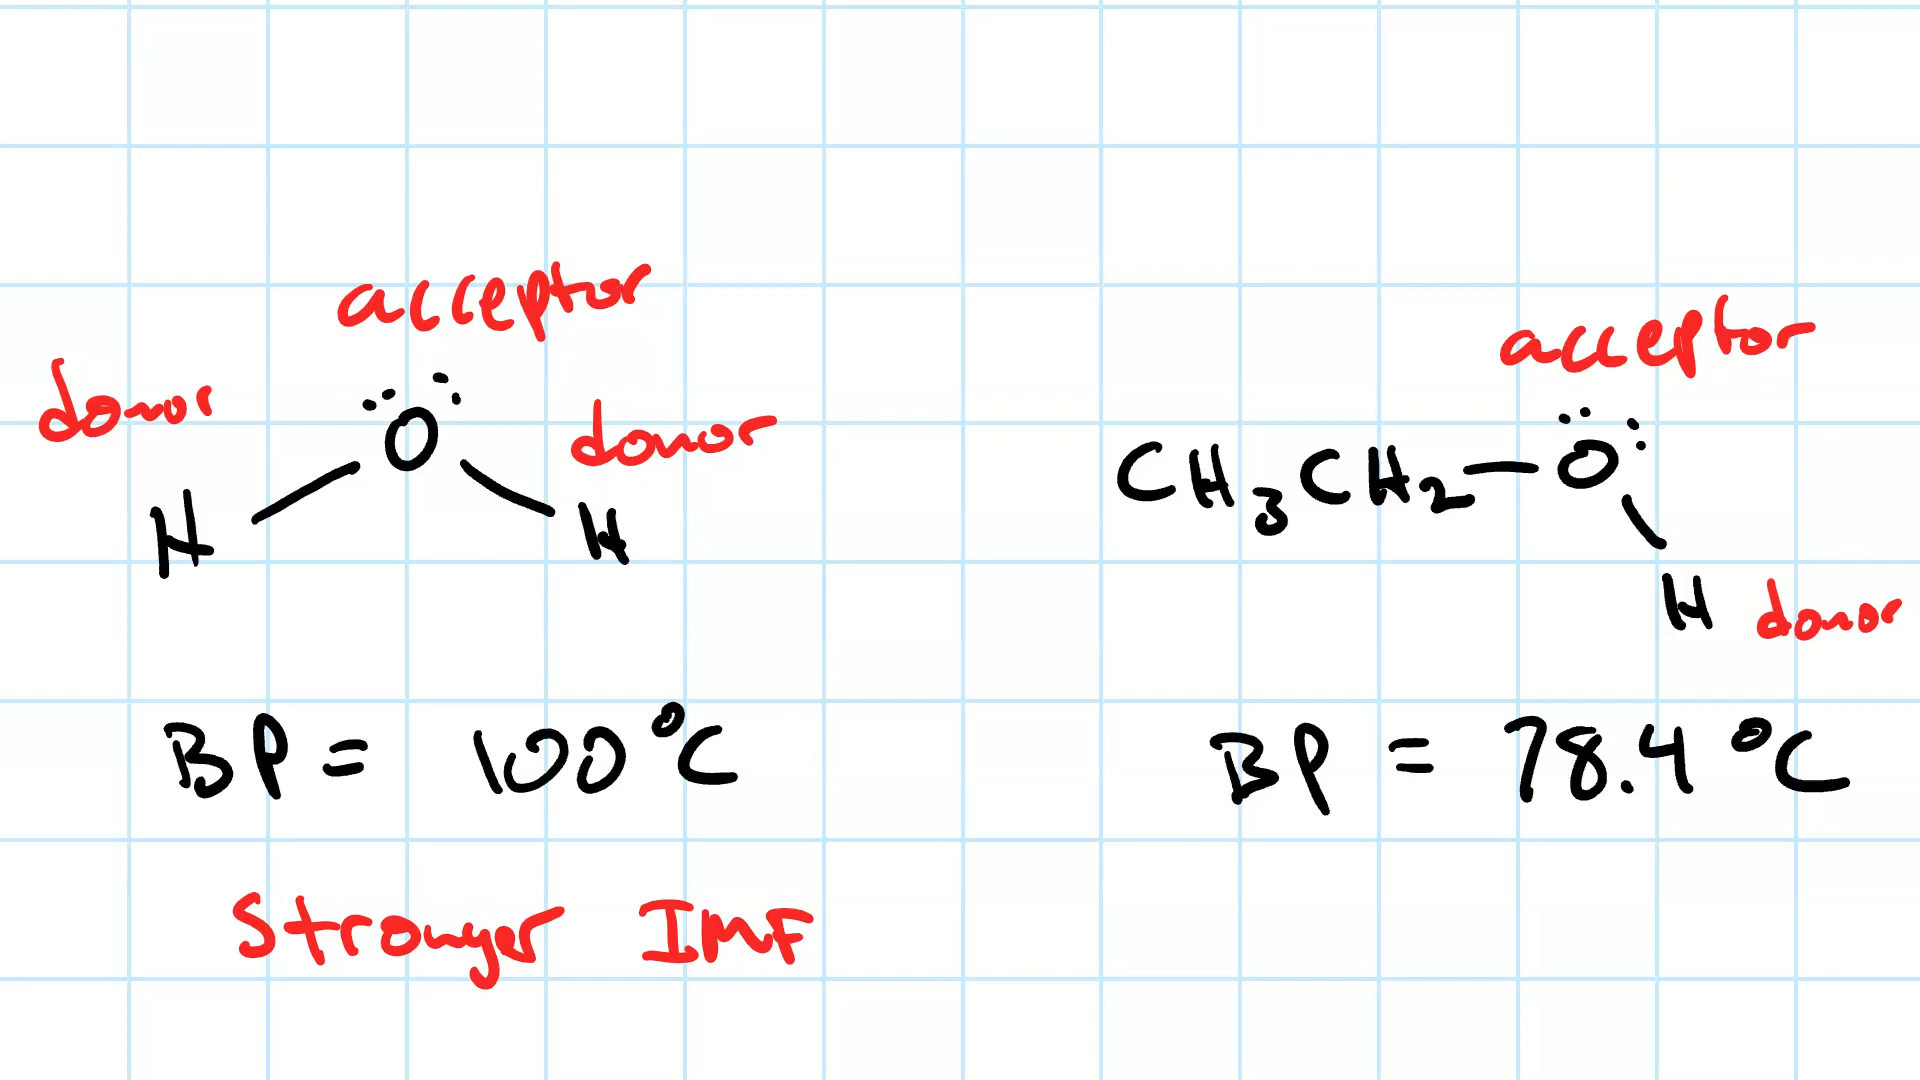 acceptor
donor
donor
O
H
H
acceptor
CH₃CH₂—O
H donor
BP = 100°C
BP = 78.4°C
Stronger IMF